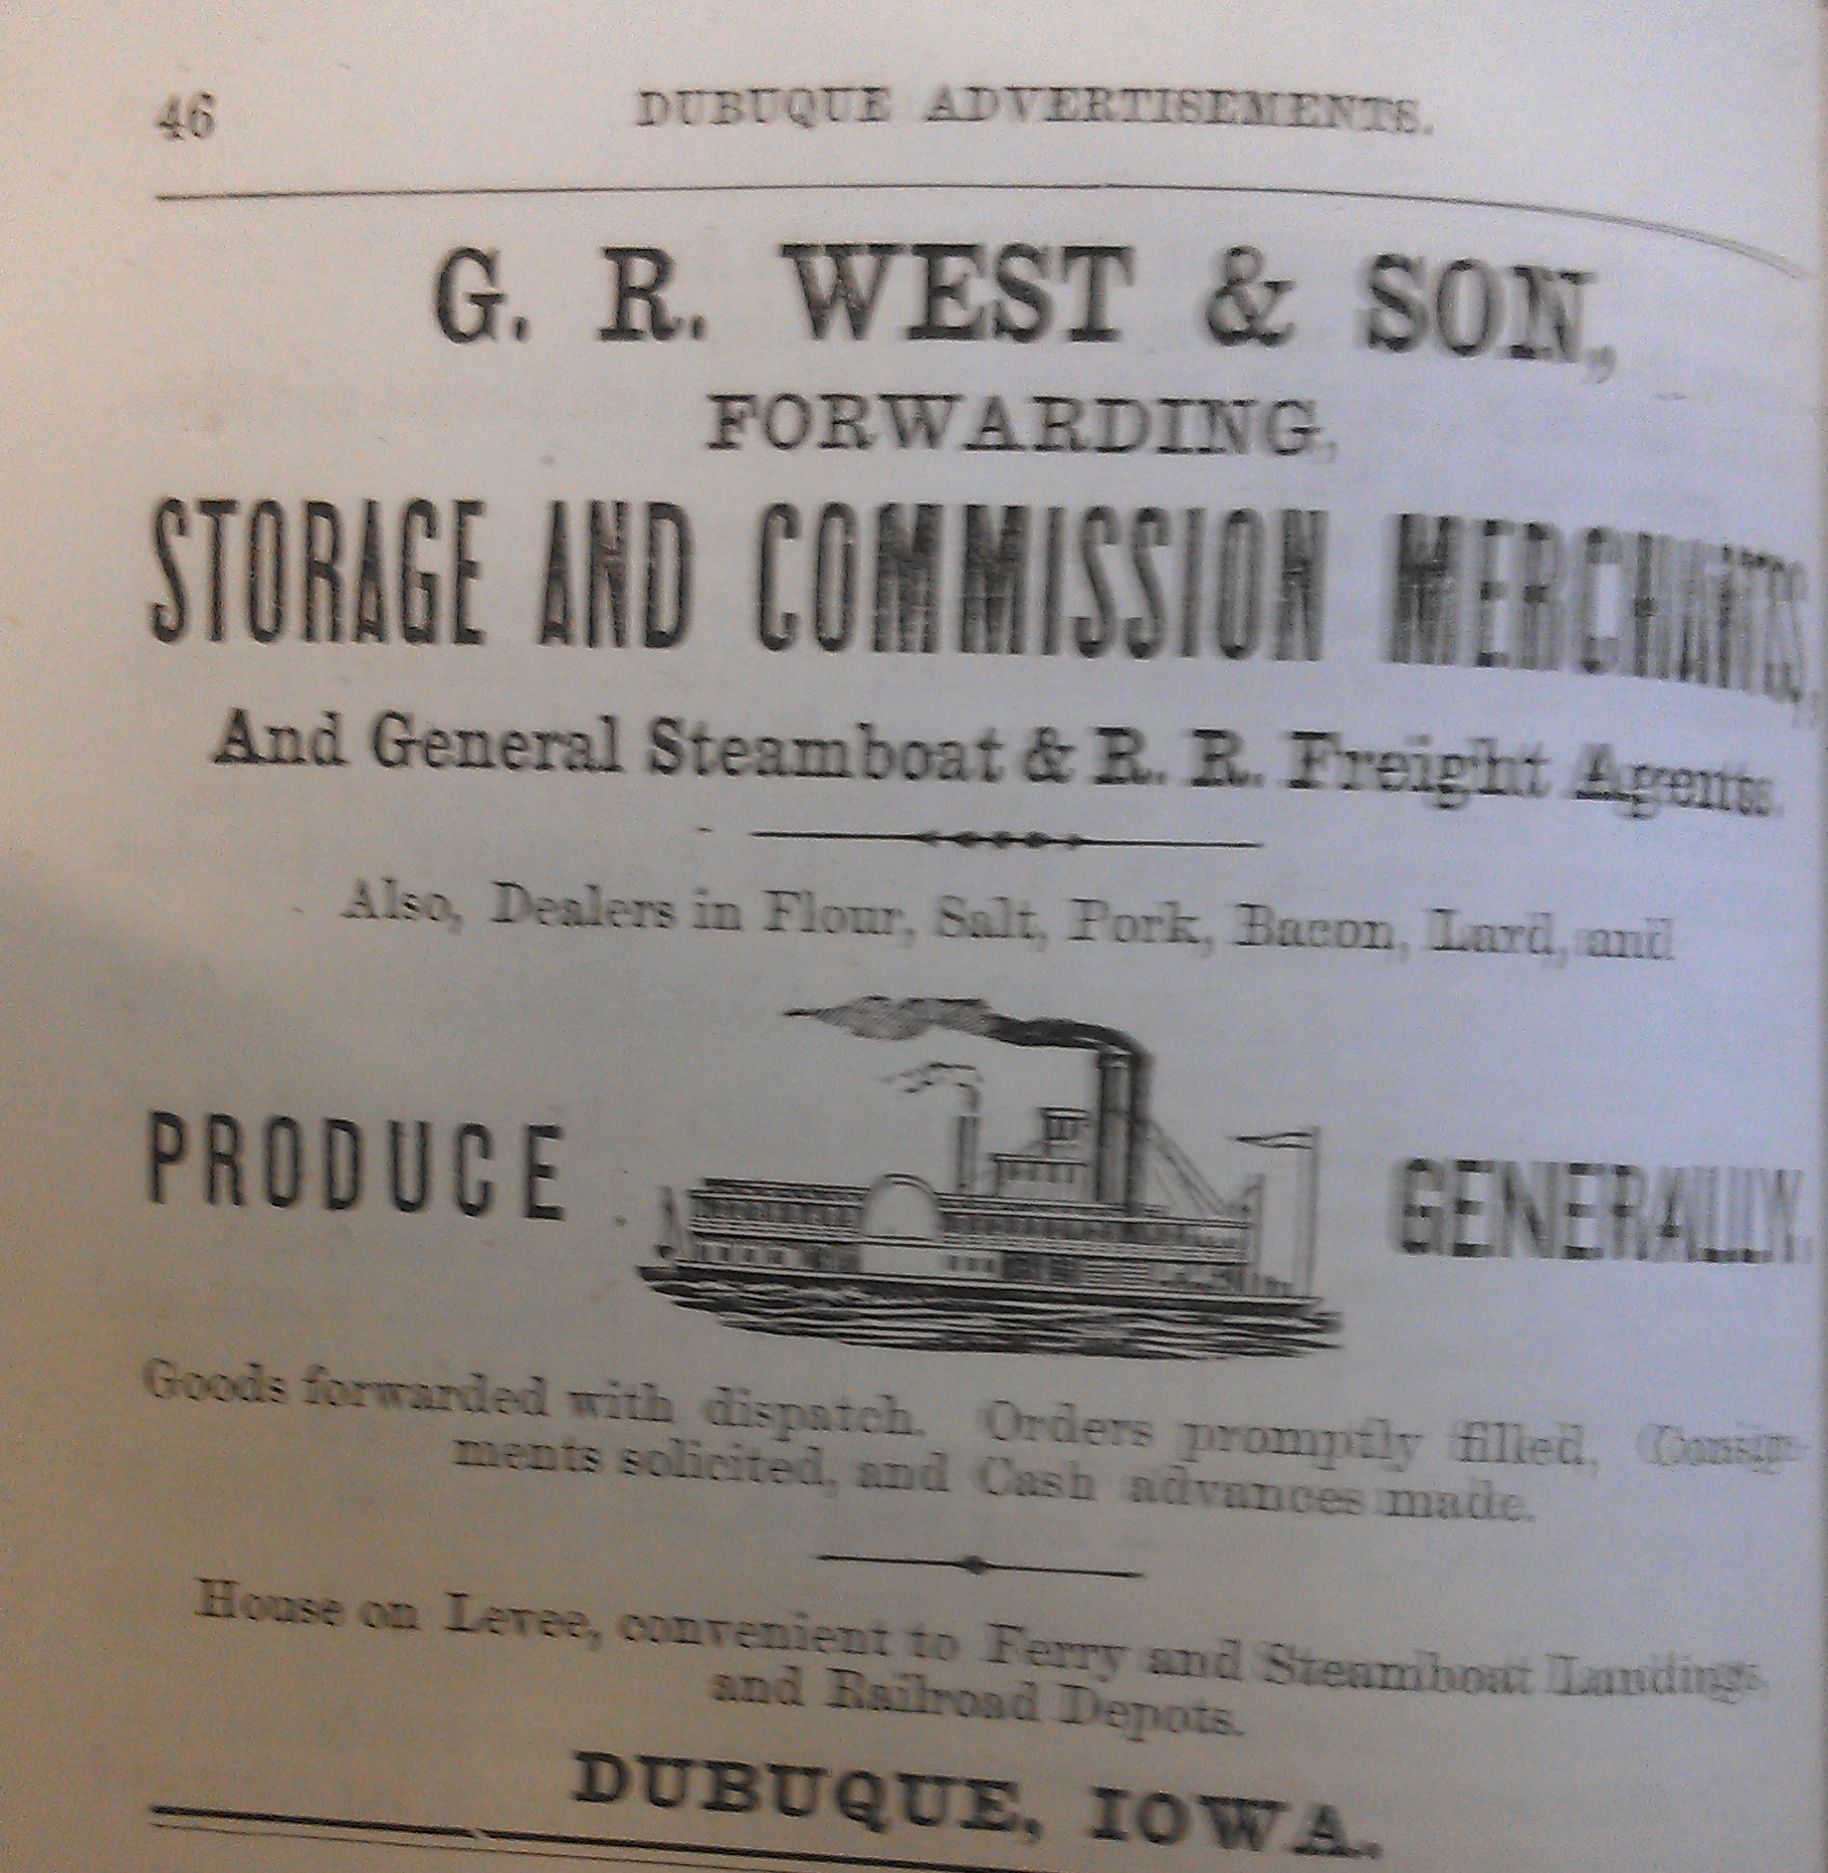 46 DUBUQUE ADVERTISEMENTS.
G. R. WEST & SON,
FORWARDING,
STORAGE AND COMMISSION MERCHANTS,
And General Steamboat & R. R. Freight Agents.
Also, Dealers in Flour, Salt, Pork, Bacon, Lard, and
PRODUCE GENERALLY.
Goods forwarded with dispatch. Orders promptly filled, Consign-
ments solicited, and Cash advances made.
House on Levee, convenient to Ferry and Steamboat Landings,
and Railroad Depots.
DUBUQUE, IOWA.